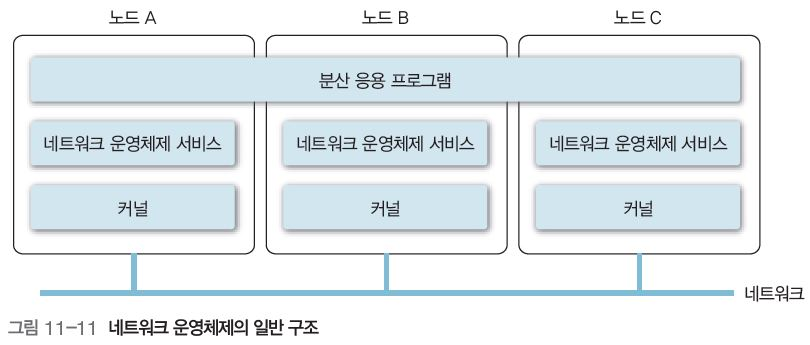 노드 A
노드 B
노드 C
분산 응용 프로그램
네트워크 운영체제 서비스
네트워크 운영체제 서비스
네트워크 운영체제 서비스
커널
커널
커널
네트워크
그림 11-11 네트워크 운영체제의 일반 구조